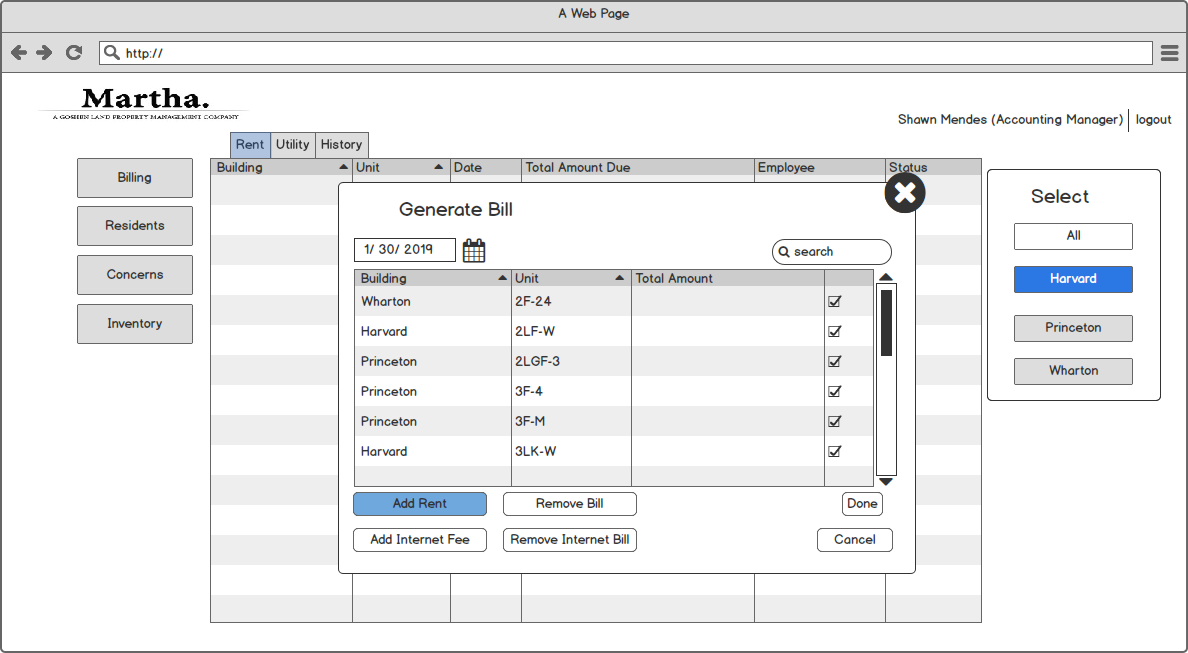 A Web Page
http://
Martha.
A GOSHEN LAND PROPERTY MANAGEMENT COMPANY
Shawn Mendes (Accounting Manager) logout
Rent Utility History
Building Unit Date Total Amount Due Employee Status
Billing
Residents
Concerns
Inventory
Generate Bill
1/ 30/ 2019
search
Building Unit Total Amount
Wharton 2F-24
Harvard 2LF-W
Princeton 2LGF-3
Princeton 3F-4
Princeton 3F-M
Harvard 3LK-W
Add Rent Remove Bill Done
Add Internet Fee Remove Internet Bill Cancel
Select
All
Harvard
Princeton
Wharton